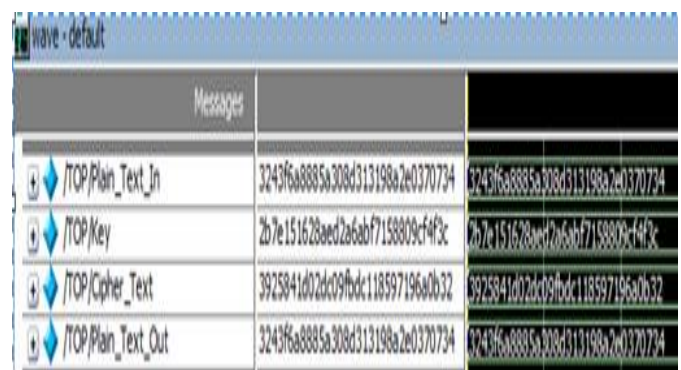 wave - default
Messages
/TOP/Plain_Text_In 3243f6a8885a308d313198a2e0370734 3243f6a8885a308d313198a2e0370734
/TOP/Key 2b7e151628aed2a6abf7158809cf4f3c 2b7e151628aed2a6abf7158809cf4f3c
/TOP/Cipher_Text 3925841d02dc09fbdc118597196a0b32 3925841d02dc09fbdc118597196a0b32
/TOP/Plain_Text_Out 3243f6a8885a308d313198a2e0370734 3243f6a8885a308d313198a2e0370734